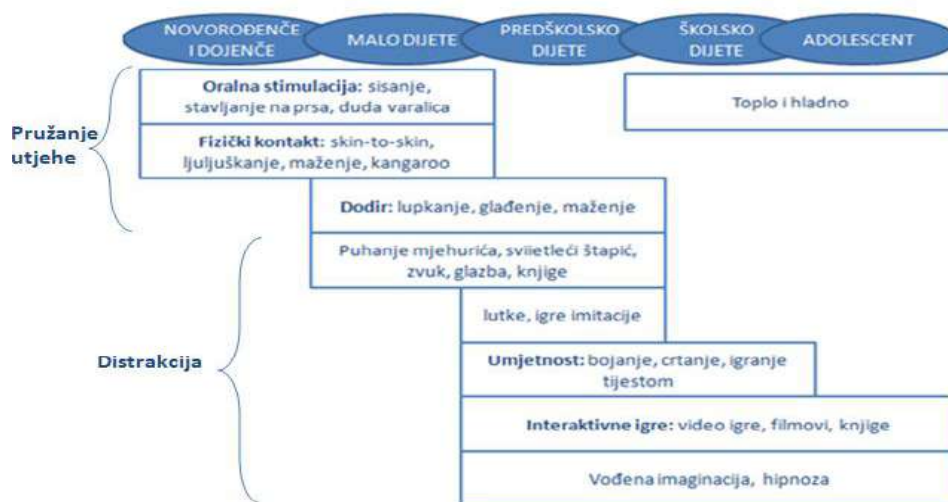 NOVOROĐENČE
I DOJENČE
MALO DIJETE
PREDŠKOLSKO
DIJETE
ŠKOLSKO
DIJETE
ADOLESCENT
Pružanje
utjehe
Oralna stimulacija: sisanje,
stavljanje na prsa, duda varalica
Toplo i hladno
Fizički kontakt: skin-to-skin,
ljuljuškanje, maženje, kangaroo
Dodir: lupkanje, glađenje, maženje
Distrakcija
Puhanje mjehurića, sviietleći štapić,
zvuk, glazba, knjige
lutke, igre imitacije
Umjetnost: bojanje, crtanje, igranje
tijestom
Interaktivne igre: video igre, filmovi, knjige
Vođena imaginacija, hipnoza